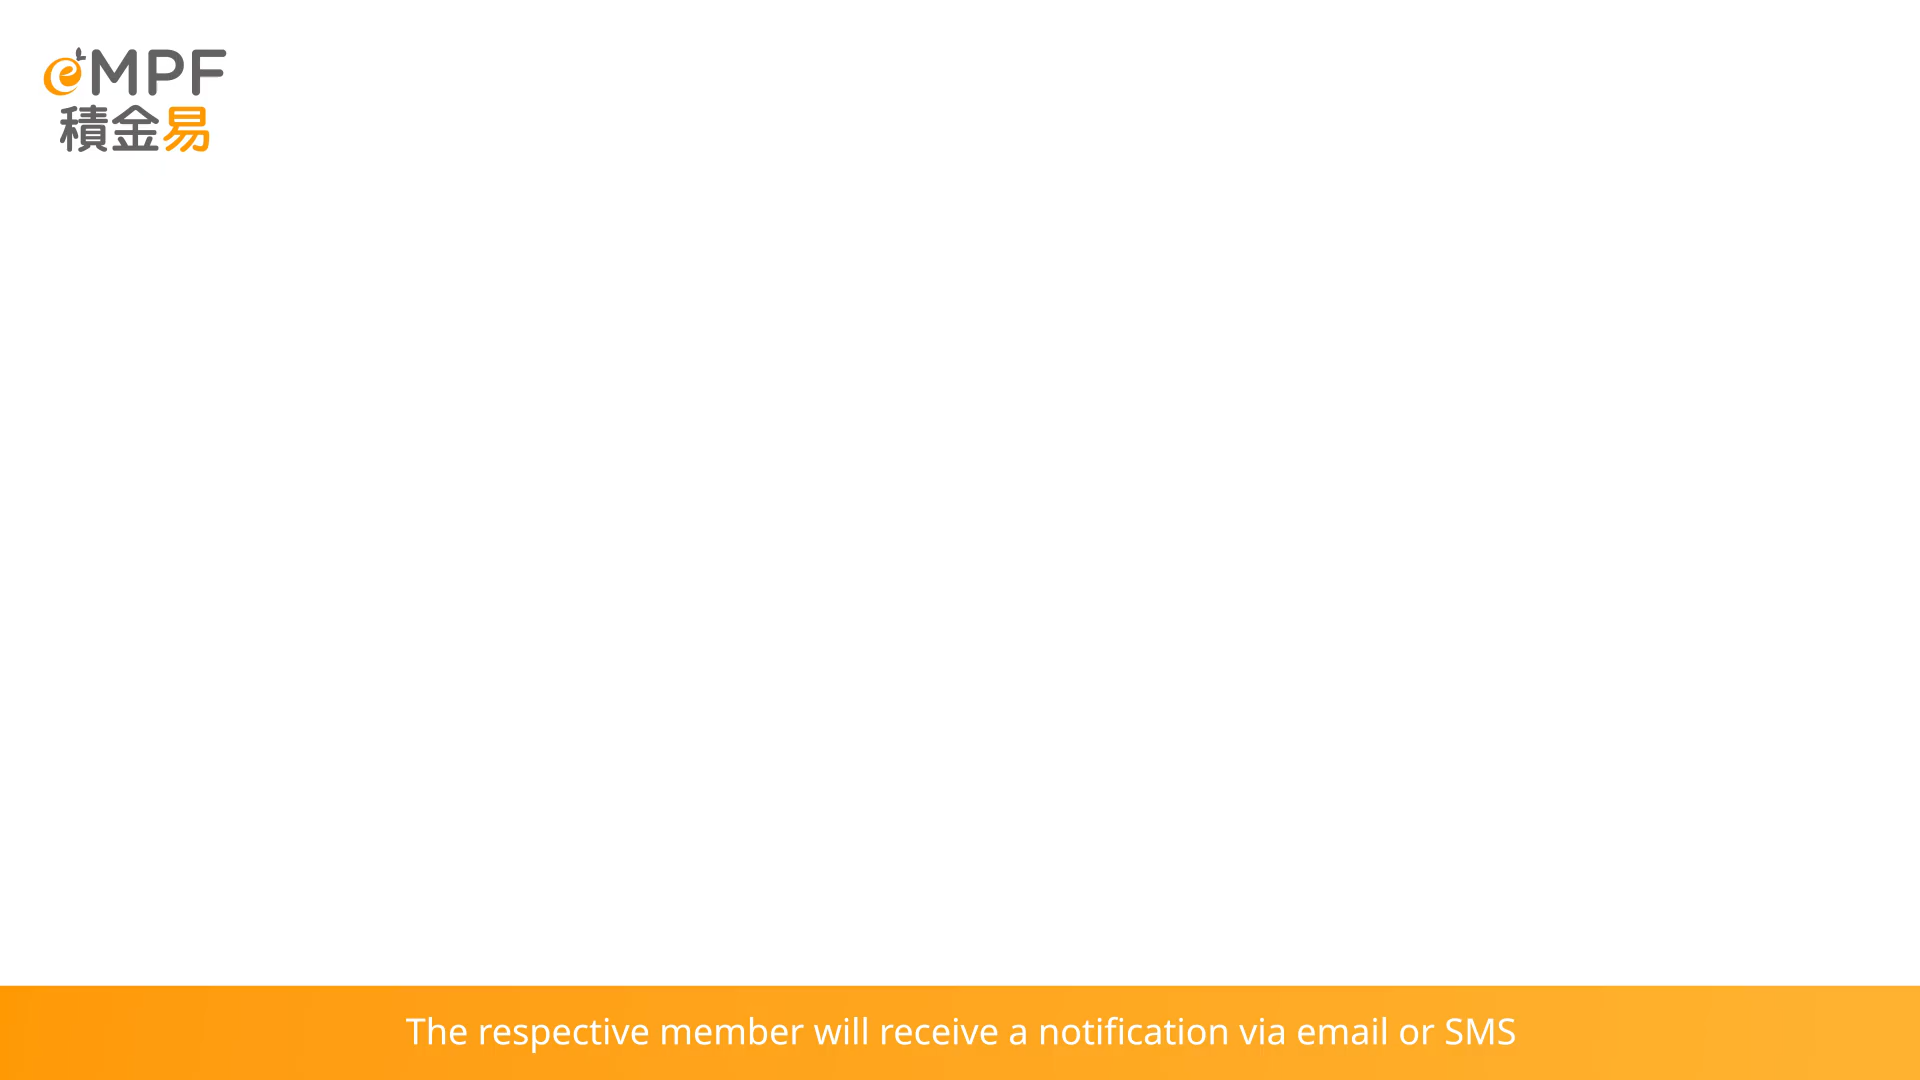 eMPF
積金易
The respective member will receive a notification via email or SMS